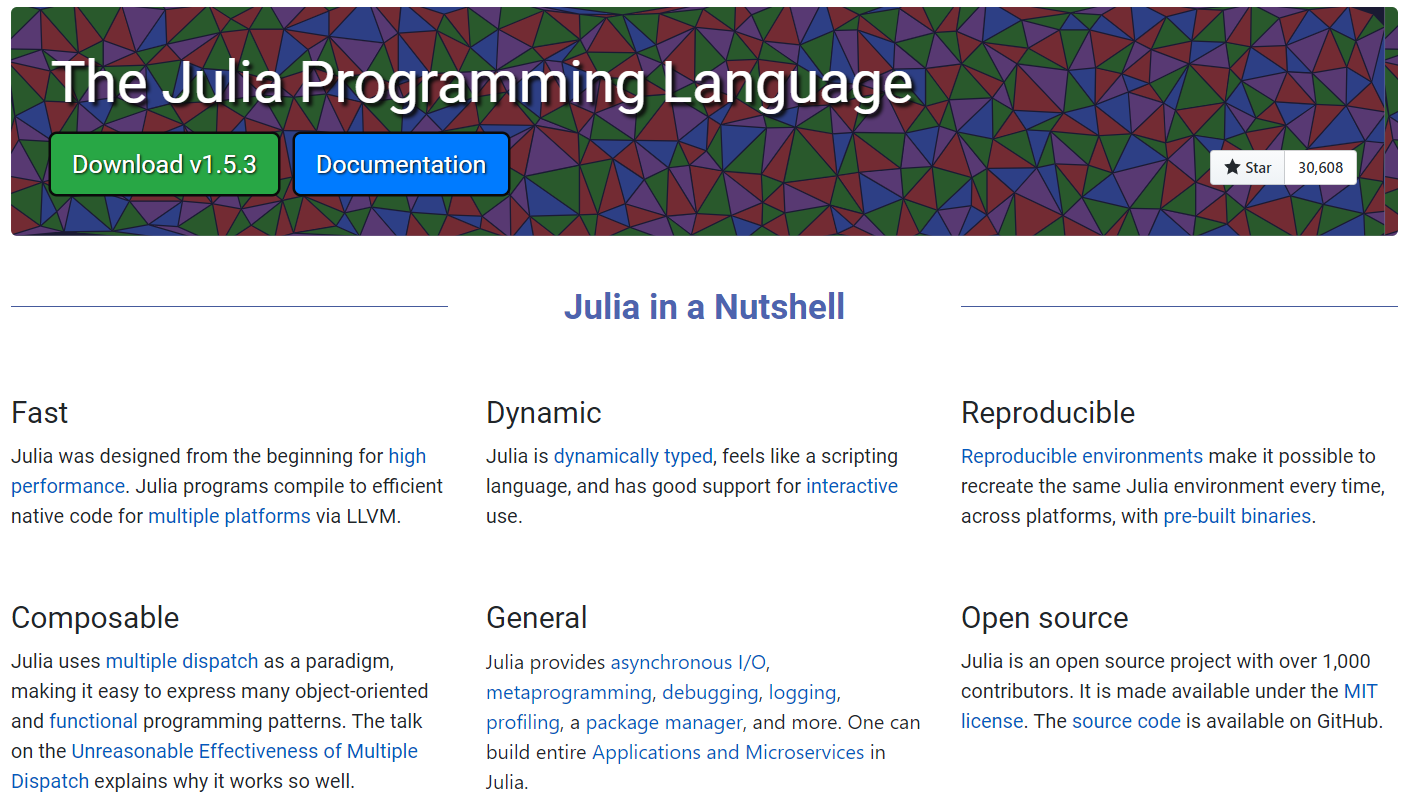 The Julia Programming Language
Download v1.5.3
Documentation
Star
30,608
Julia in a Nutshell
Fast
Julia was designed from the beginning for high
performance. Julia programs compile to efficient
native code for multiple platforms via LLVM.
Dynamic
Julia is dynamically typed, feels like a scripting
language, and has good support for interactive
use.
Reproducible
Reproducible environments make it possible to
recreate the same Julia environment every time,
across platforms, with pre-built binaries.
Composable
Julia uses multiple dispatch as a paradigm,
making it easy to express many object-oriented
and functional programming patterns. The talk
on the Unreasonable Effectiveness of Multiple
Dispatch explains why it works so well.
General
Julia provides asynchronous I/O,
metaprogramming, debugging, logging,
profiling, a package manager, and more. One can
build entire Applications and Microservices in
Julia.
Open source
Julia is an open source project with over 1,000
contributors. It is made available under the MIT
license. The source code is available on GitHub.